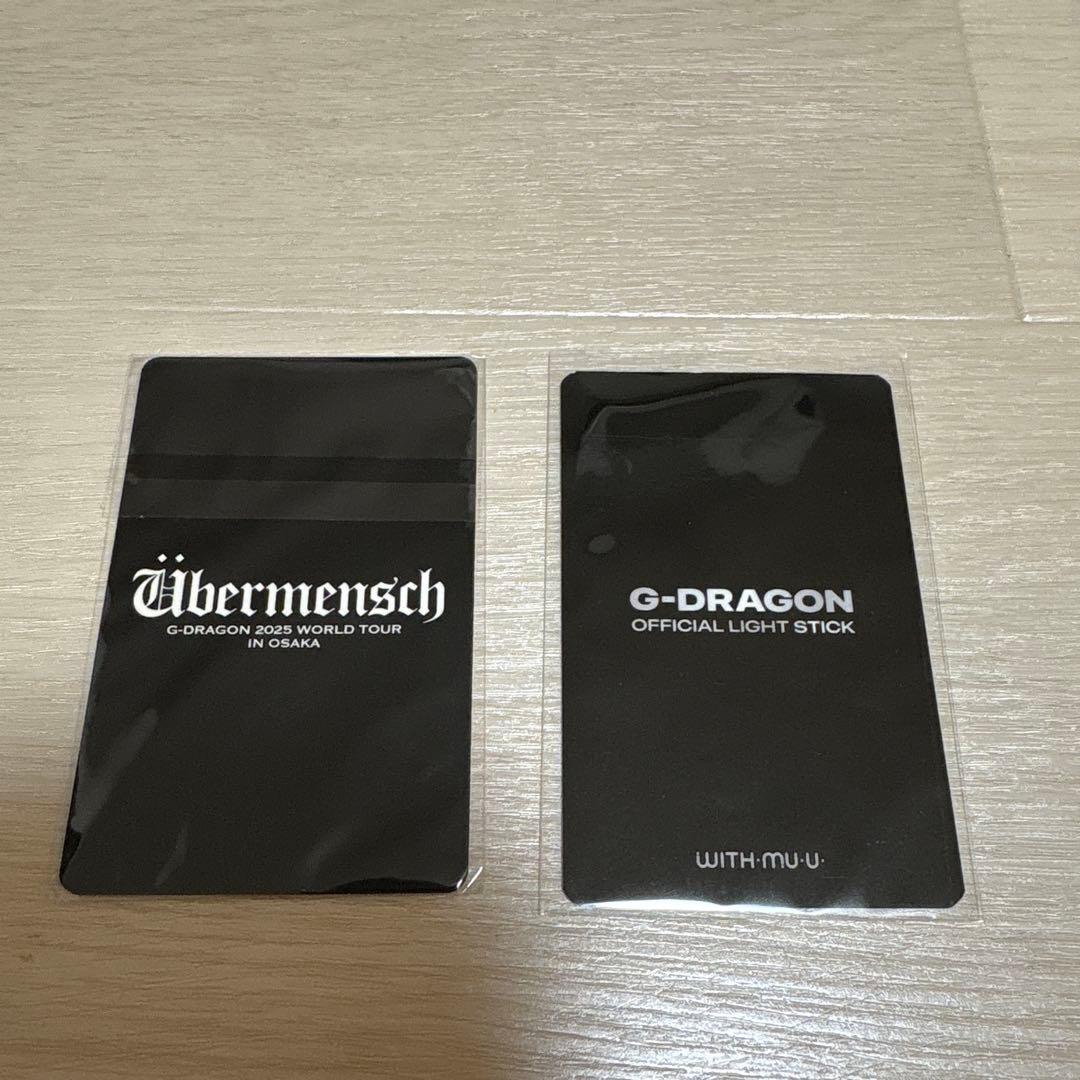 Übermensch
G-DRAGON 2025 WORLD TOUR
IN OSAKA
G-DRAGON
OFFICIAL LIGHT STICK
WITH·MU·U·